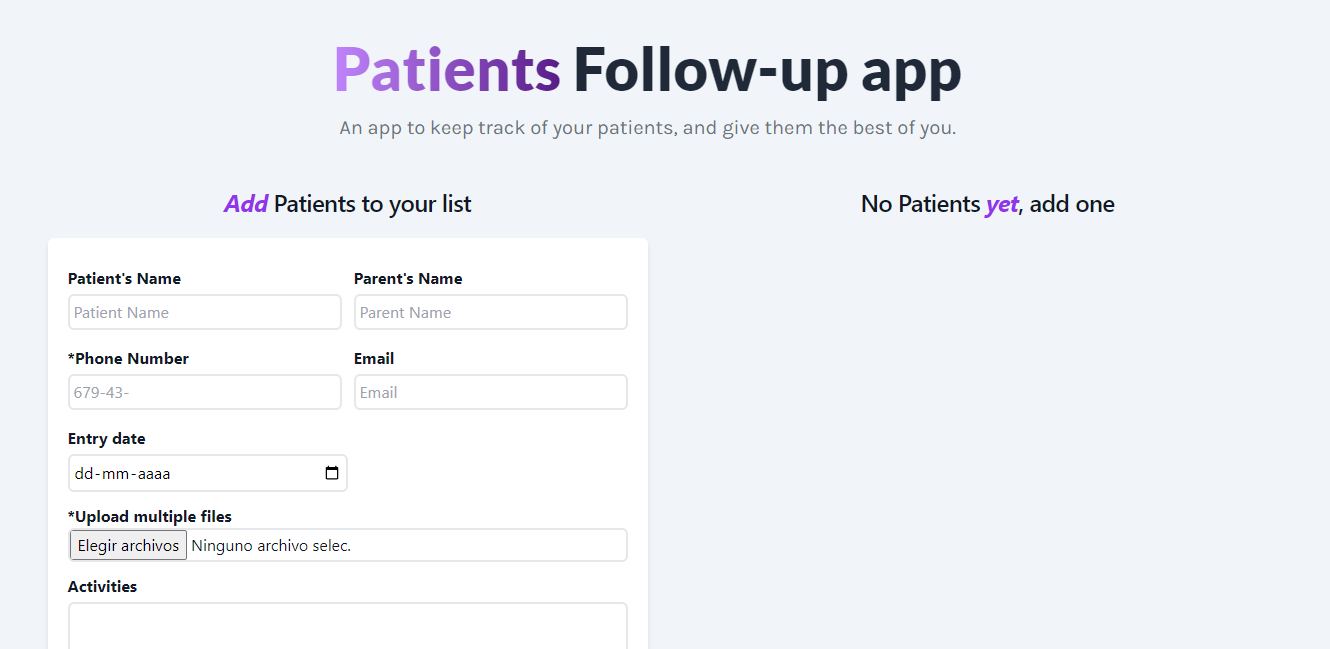 Patients Follow-up app
An app to keep track of your patients, and give them the best of you.
Add Patients to your list
No Patients yet, add one
Patient's Name
Parent's Name
Patient Name
Parent Name
*Phone Number
Email
679-43-
Email
Entry date
dd-mm-aaaa
*Upload multiple files
Elegir archivos Ninguno archivo selec.
Activities